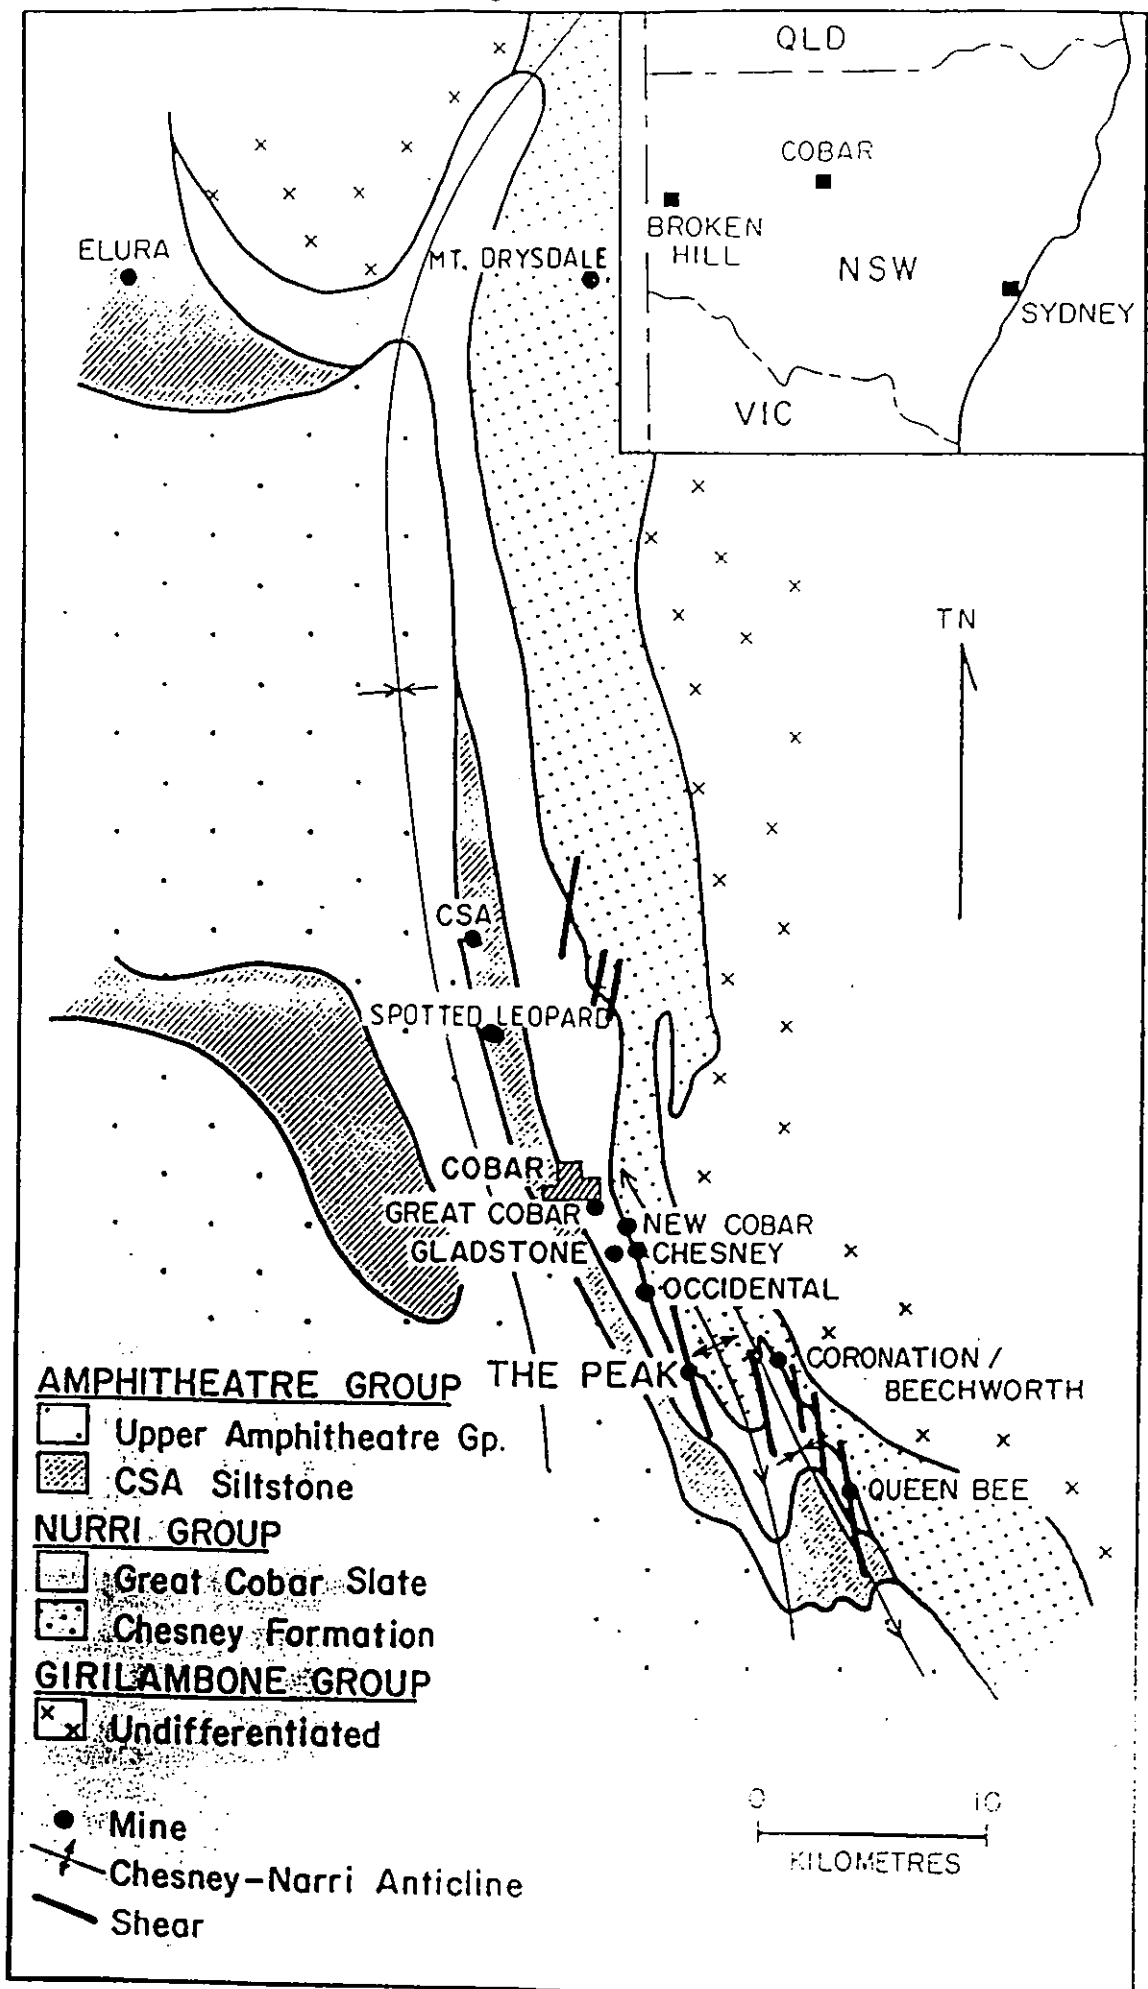 QLD
COBAR
BROKEN
HILL
NSW
SYDNEY
VIC
ELURA
MT. DRYSDALE
TN
CSA
SPOTTED LEOPARD
COBAR
GREAT COBAR
NEW COBAR
GLADSTONE
CHESNEY
OCCIDENTAL
THE PEAK
CORONATION /
BEECHWORTH
QUEEN BEE
AMPHITHEATRE GROUP
Upper Amphitheatre Gp.
CSA Siltstone
NURRI GROUP
Great Cobar Slate
Chesney Formation
GIRILAMBONE GROUP
Undifferentiated
Mine
Chesney-Narri Anticline
Shear
0 10
KILOMETRES